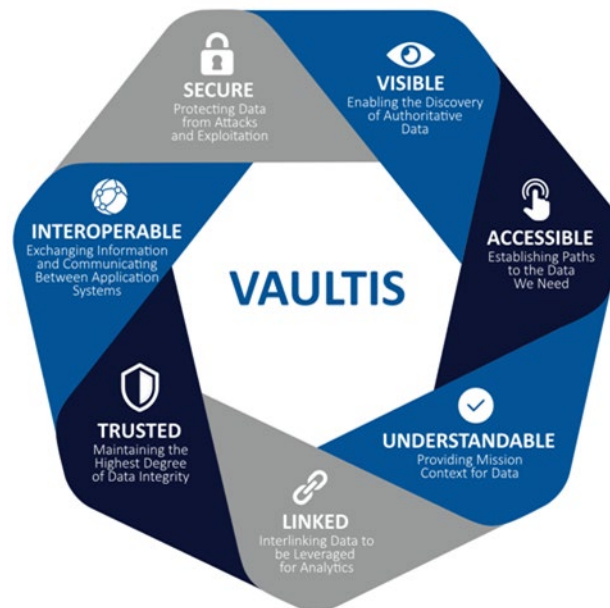 SECURE
Protecting Data
from Attacks
and Exploitation
VISIBLE
Enabling the Discovery
of Authoritative
Data
INTEROPERABLE
Exchanging Information
and Communicating
Between Application
Systems
VAULTIS
ACCESSIBLE
Establishing Paths
to the Data
We Need
TRUSTED
Maintaining the
Highest Degree
of Data Integrity
UNDERSTANDABLE
Providing Mission
Context for Data
LINKED
Interlinking Data to
be Leveraged
for Analytics